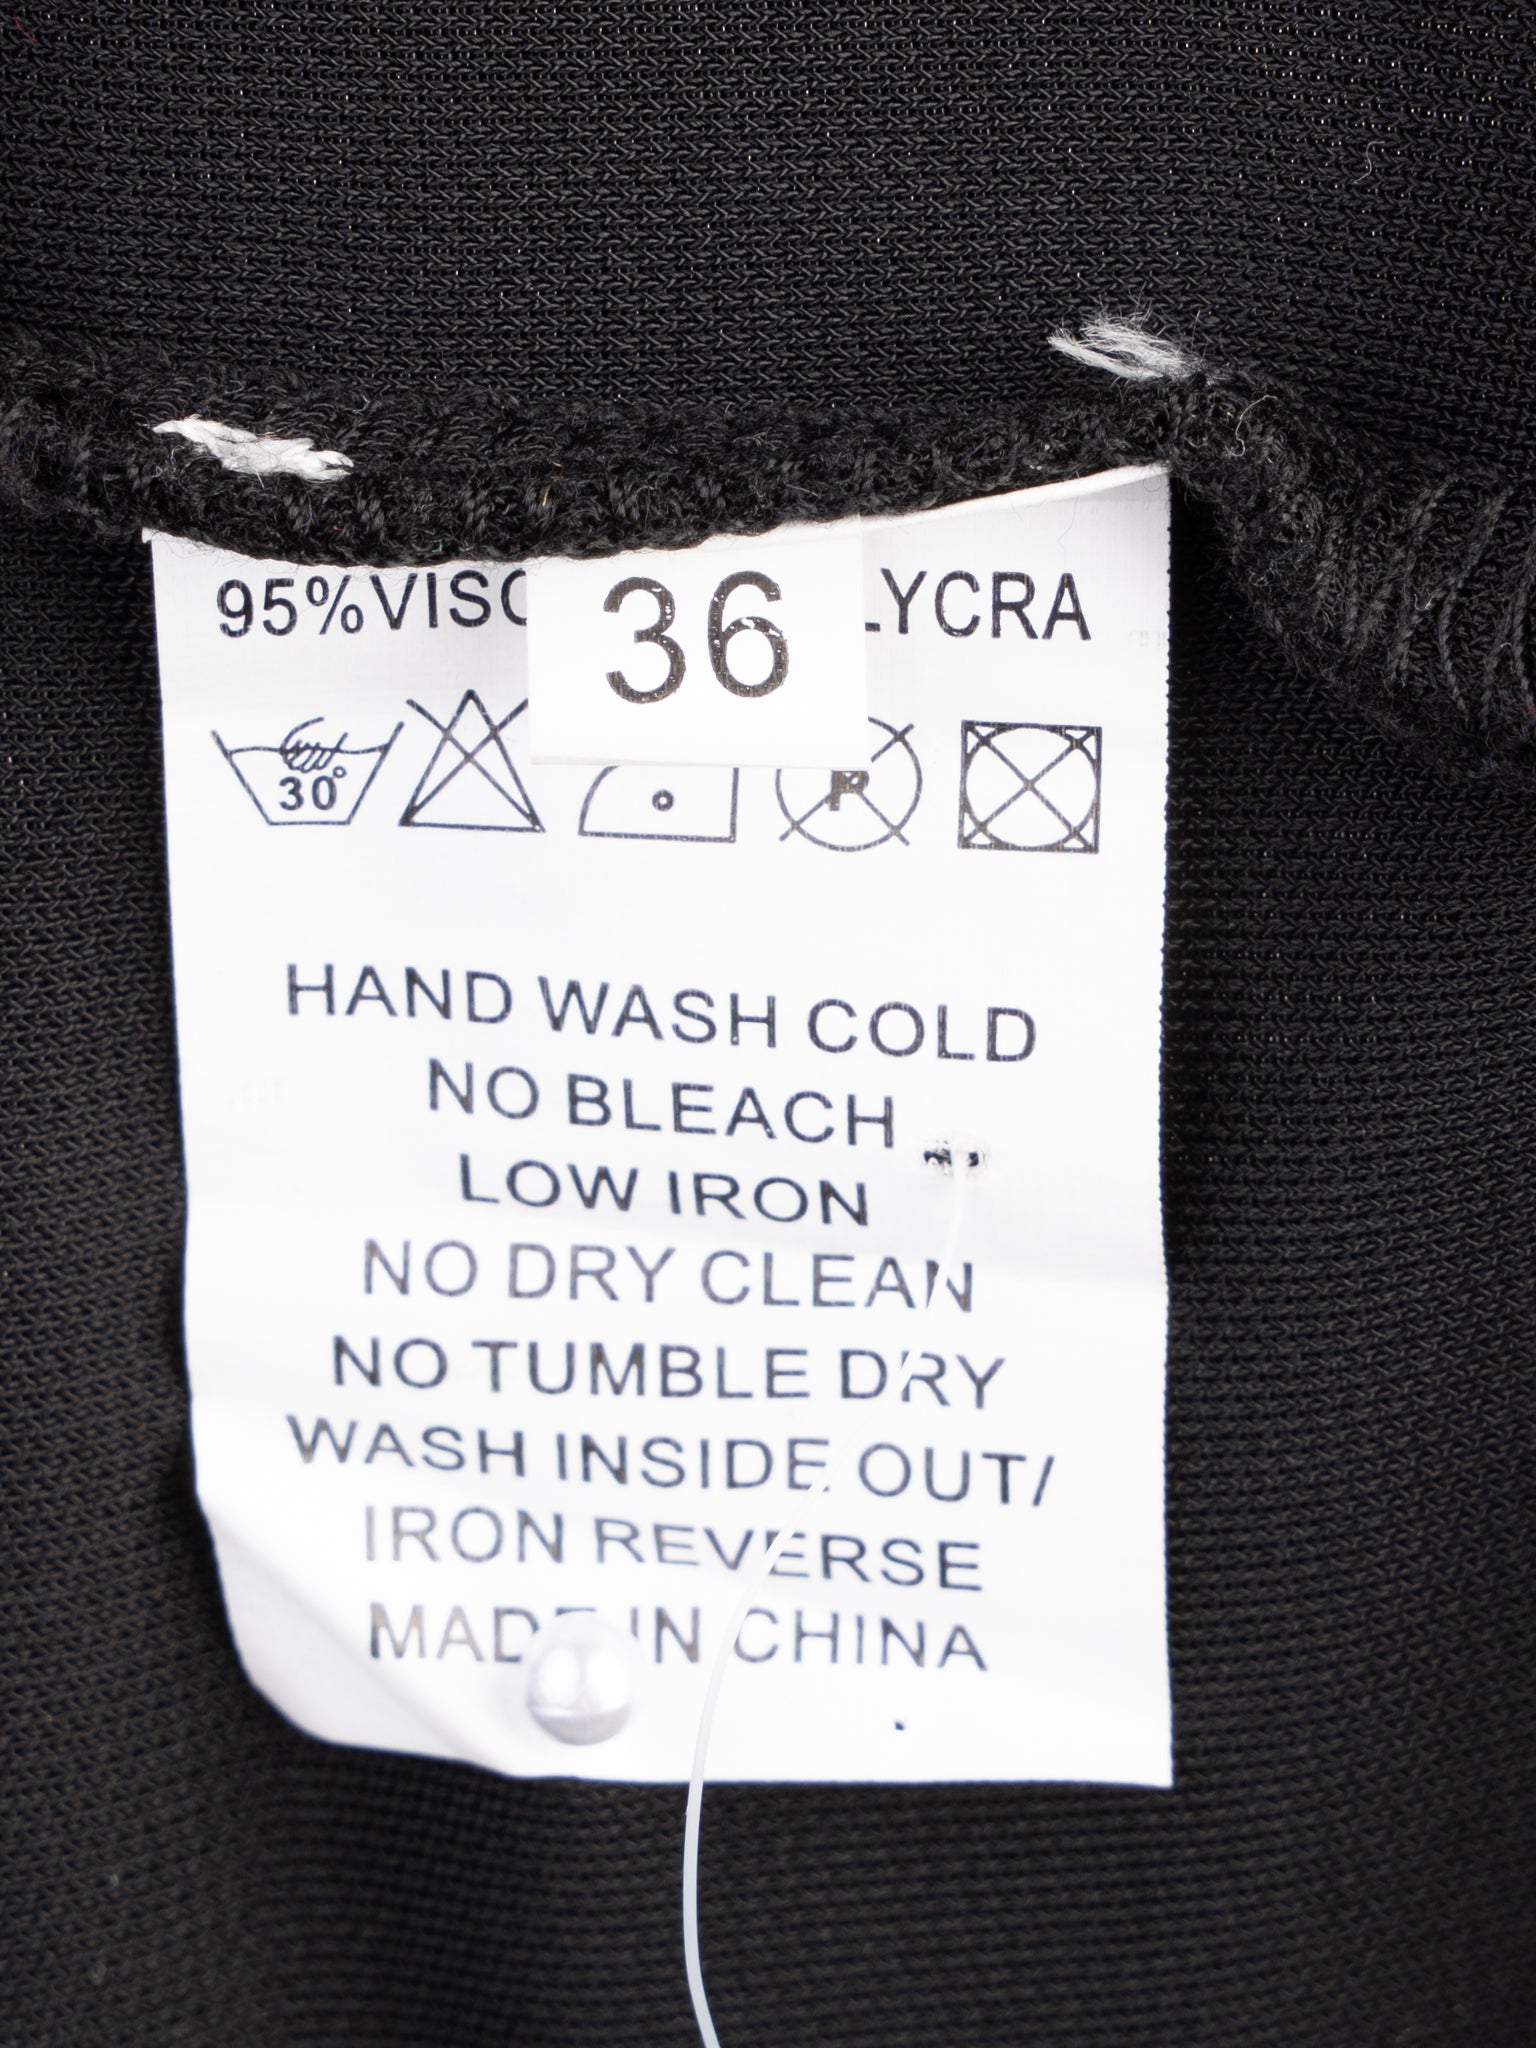 36
95% LYCRA
30°
P
HAND WASH COLD
NO BLEACH
LOW IRON
NO DRY CLEAN
NO TUMBLE DRY
WASH INSIDE OUT/
IRON REVERSE
MADE IN CHINA